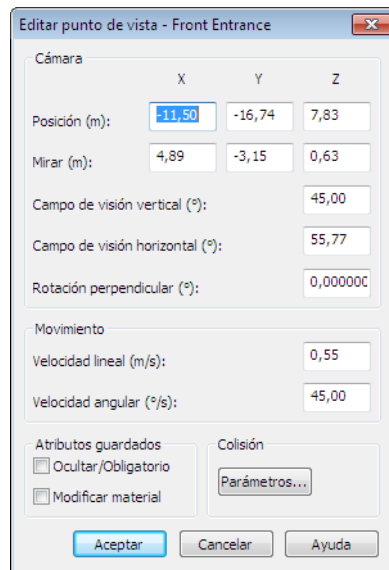 Editar punto de vista - Front Entrance
Cámara
X Y Z
Posición (m): -11,50 -16,74 7,83
Mirar (m): 4,89 -3,15 0,63
Campo de visión vertical (°): 45,00
Campo de visión horizontal (°): 55,77
Rotación perpendicular (°): 0,000000
Movimiento
Velocidad lineal (m/s): 0,55
Velocidad angular (°/s): 45,00
Atributos guardados Colisión
Ocultar/Obligatorio
Parámetros...
Modificar material
Aceptar Cancelar Ayuda